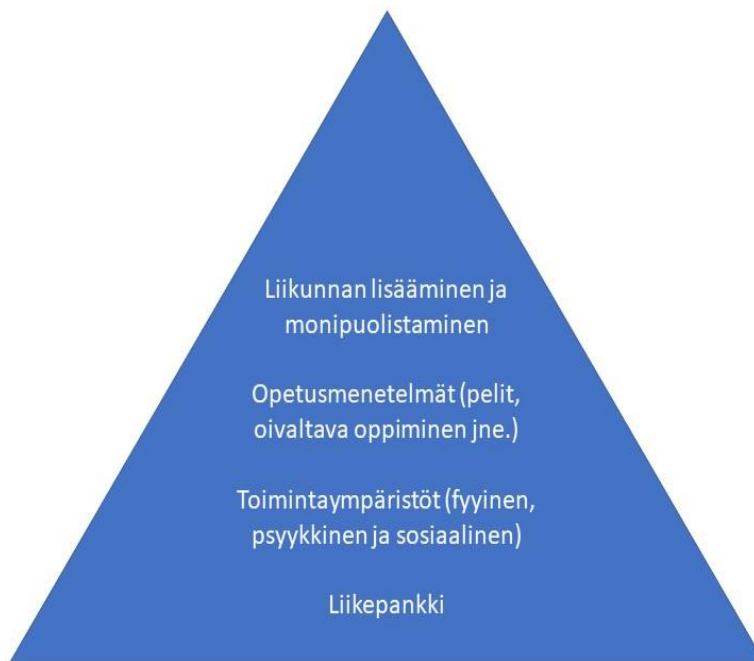 Liikunnan lisääminen ja
monipuolistaminen
Opetusmenetelmät (pelit,
oivaltava oppiminen jne.)
Toimintaympäristöt (fyyinen,
psyykkinen ja sosiaalinen)
Liikepankki